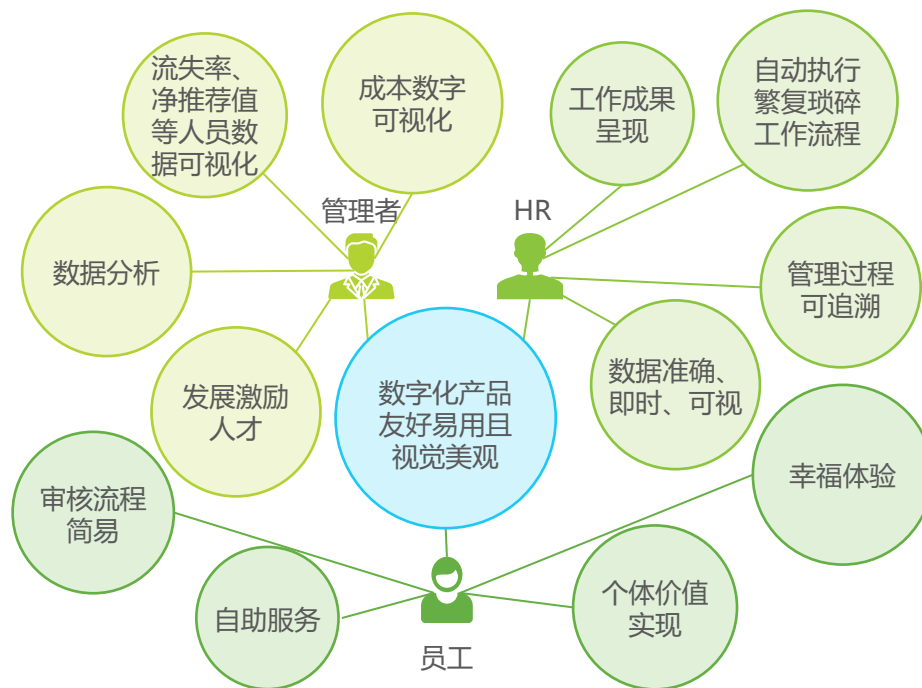 流失率、
净推荐值
等人员数
据可视化
成本数字
可视化
工作成果
呈现
自动执行
繁复琐碎
工作流程
管理者
HR
数据分析
管理过程
可追溯
发展激励
人才
数字化产品
友好易用且
视觉美观
数据准确、
即时、可视
审核流程
简易
幸福体验
自助服务
个体价值
实现
员工